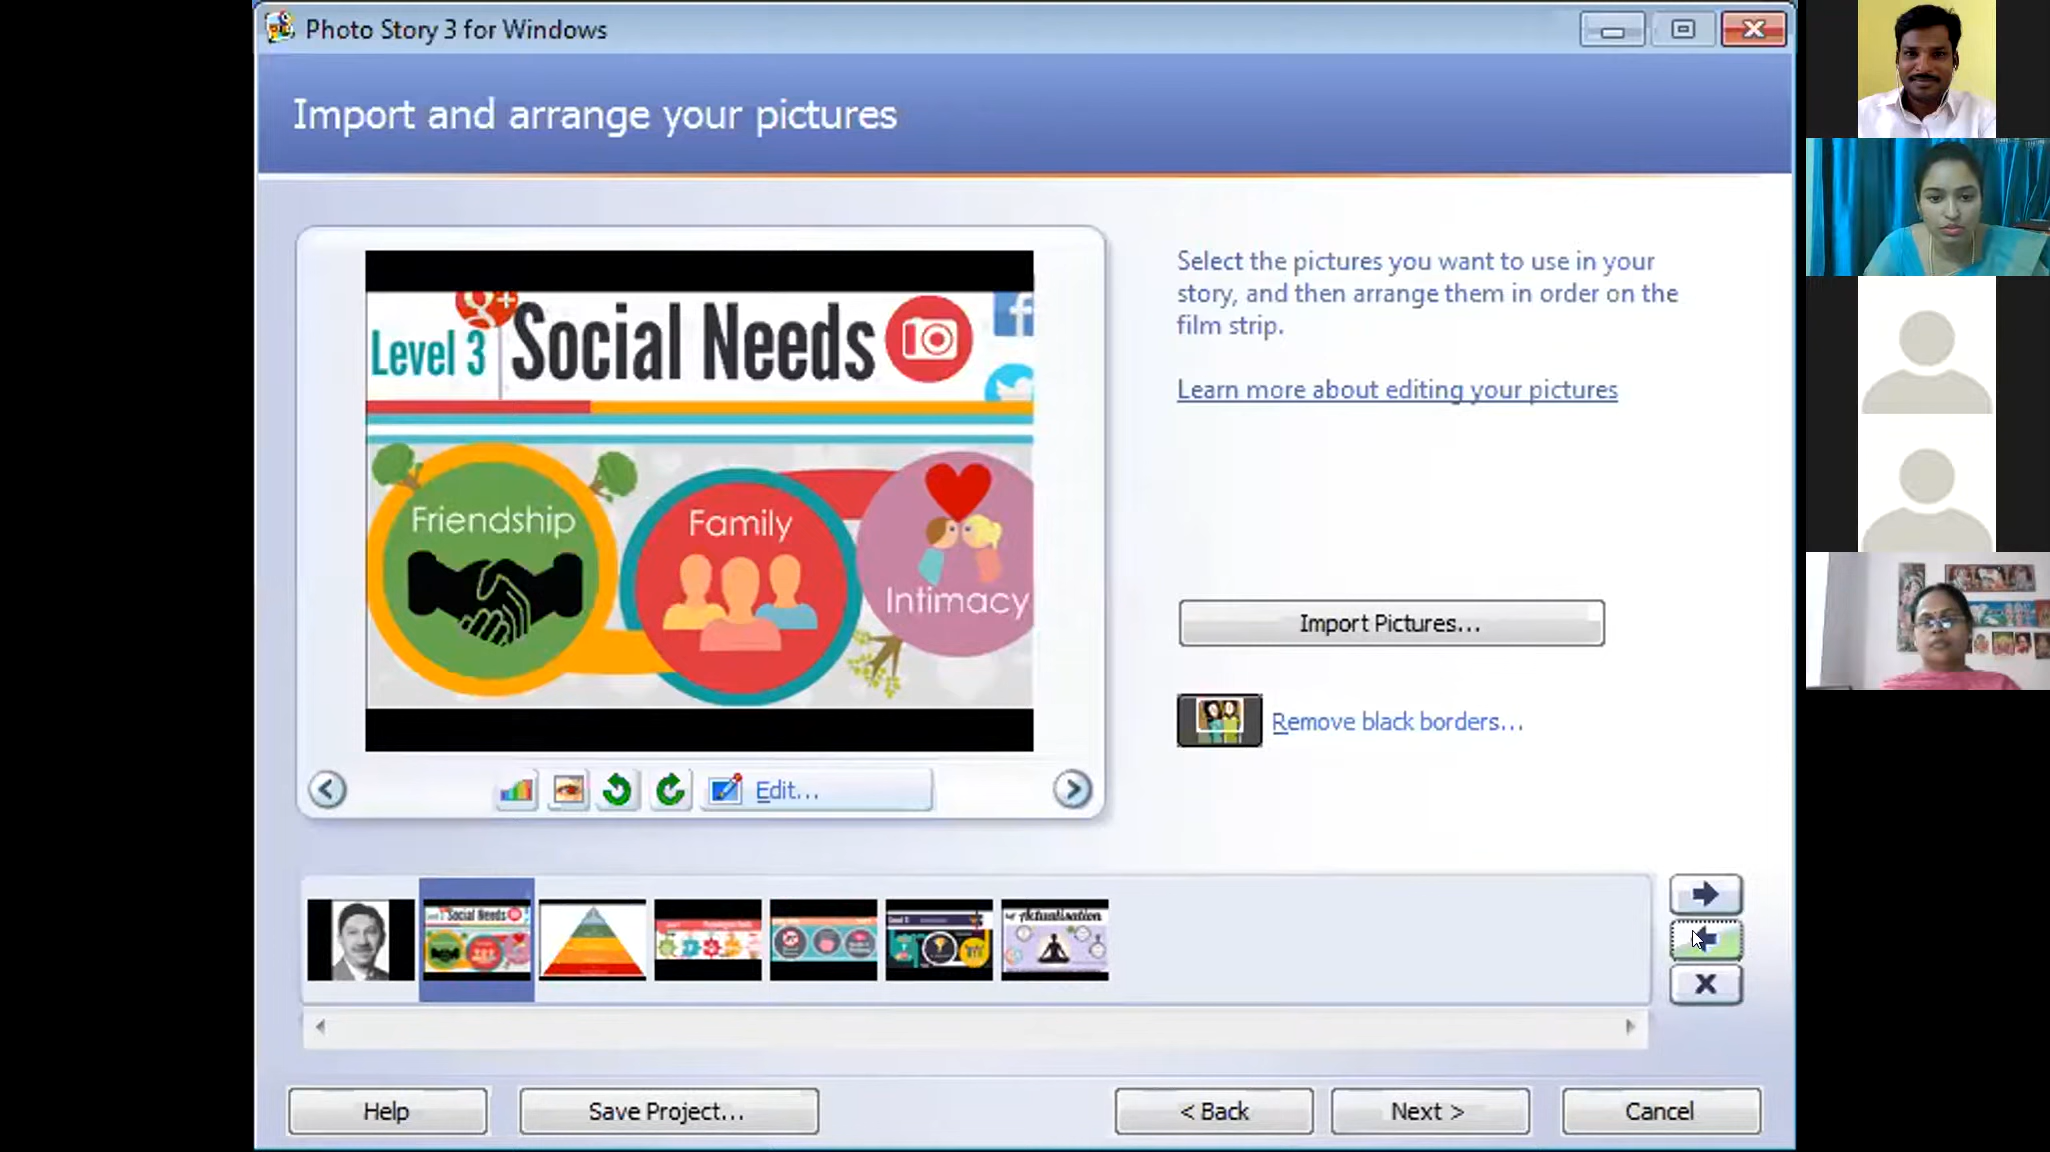 Photo Story 3 for Windows
Import and arrange your pictures
Level 3
Social Needs
Friendship
Family
Intimacy
Select the pictures you want to use in your
story, and then arrange them in order on the
film strip.
Learn more about editing your pictures
Import Pictures...
Remove black borders...
Edit...
Social Needs
Aktualisation
Help
Save Project...
< Back
Next >
Cancel